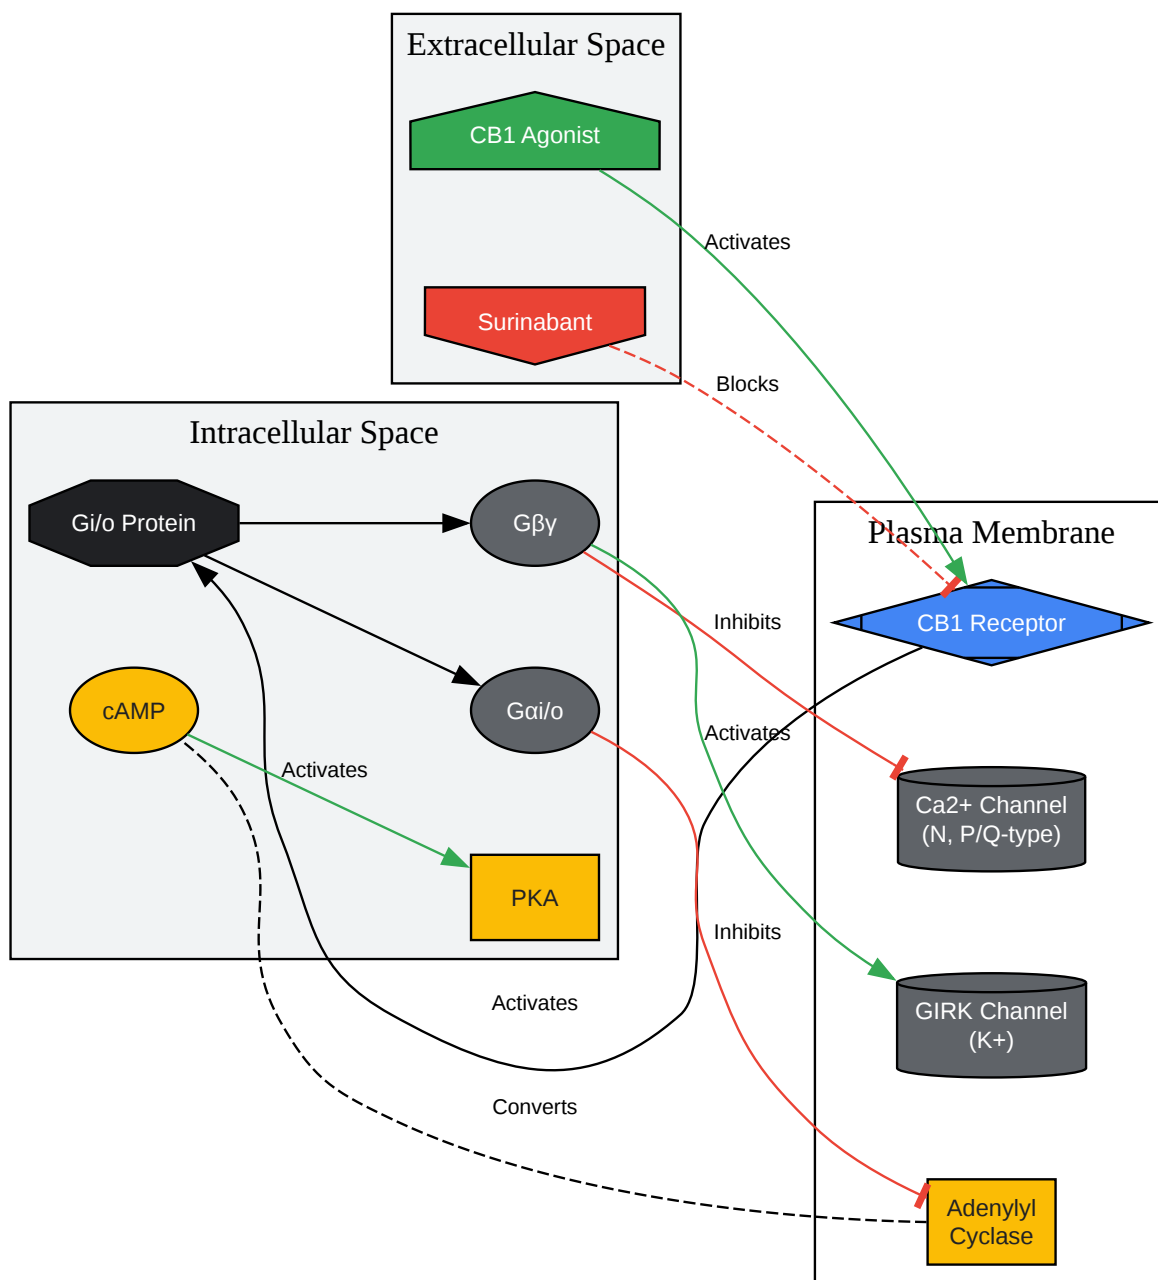 Extracellular Space
CB1 Agonist
Activates
Surinabant
Blocks
Intracellular Space
Gi/o Protein
Gβγ
Plasma Membrane
Inhibits
CB1 Receptor
cAMP
Gαi/o
Activates
Activates
Ca2+ Channel
(N, P/Q-type)
PKA
Inhibits
Activates
GIRK Channel
(K+)
Converts
Adenylyl
Cyclase